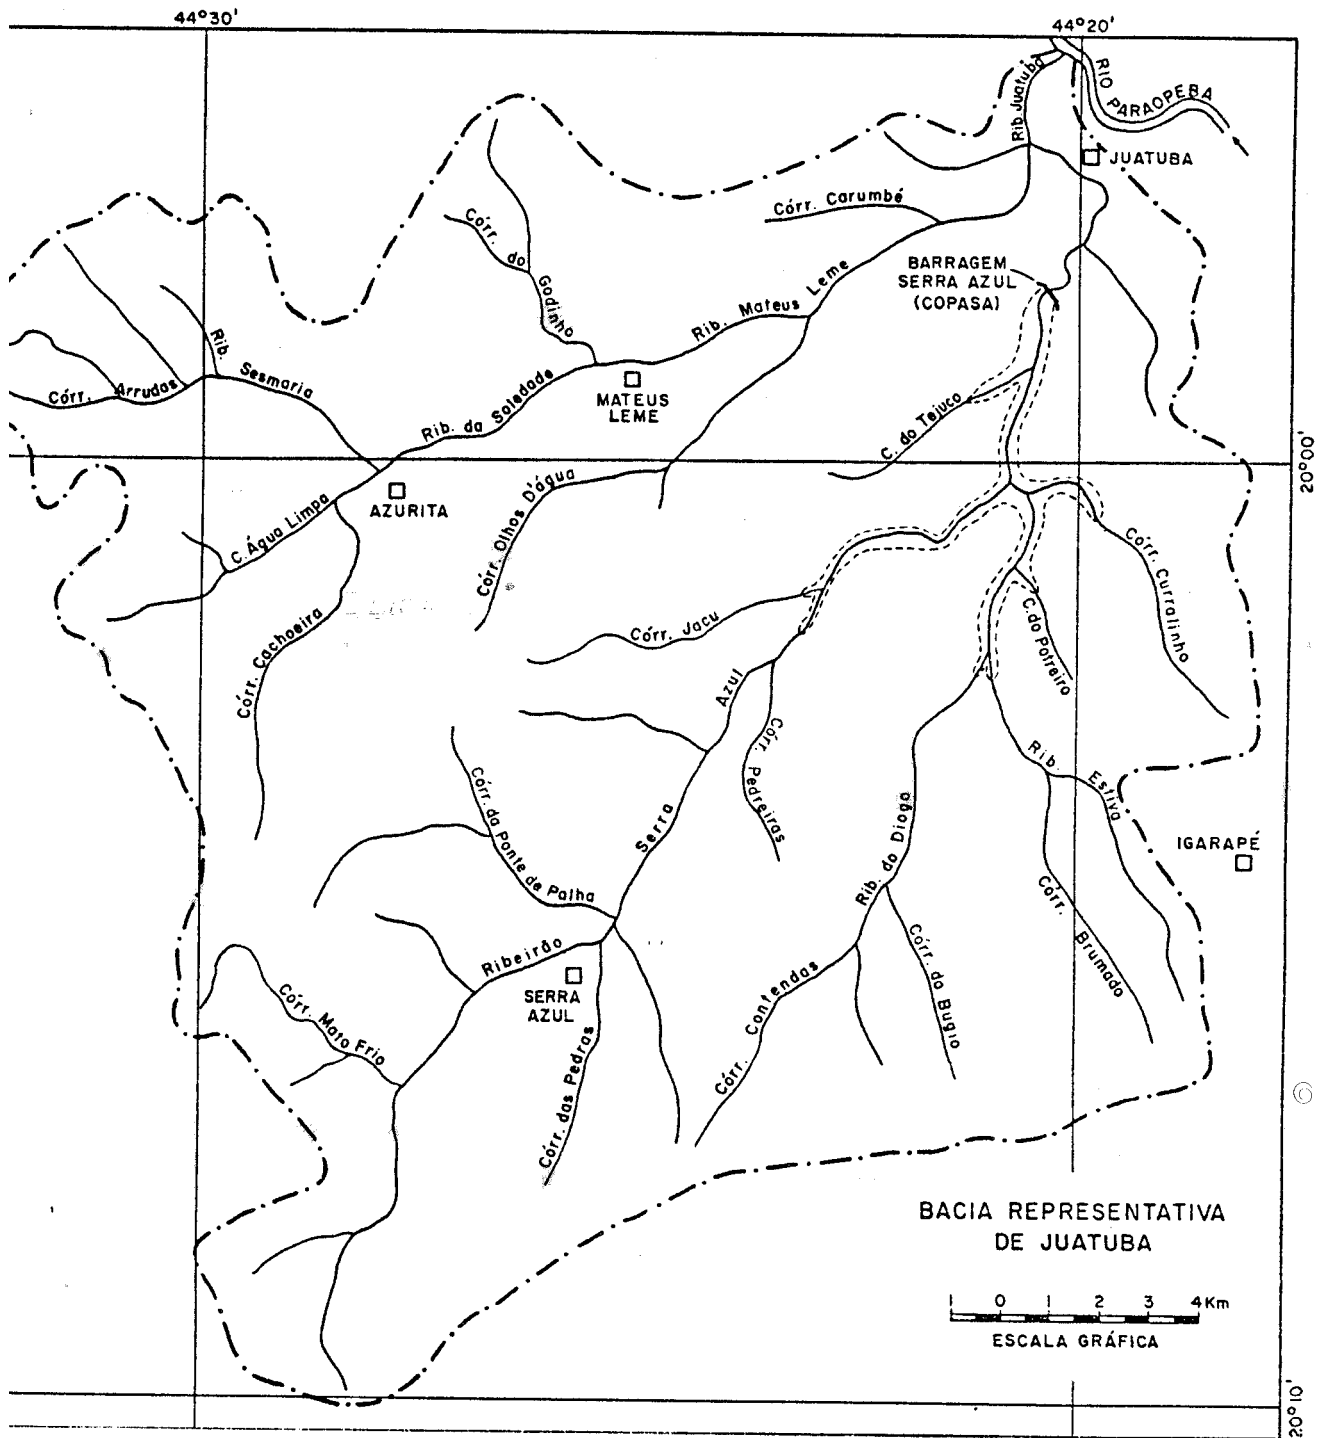 44°30'
44°20'
RIO PARAOPEBA
Rib. Juatuba
JUATUBA
Córr. Carumbé
Córr. do Godinho
BARRAGEM
SERRA AZUL
(COPASA)
Rib. Mateus Leme
Rib. Sesmaria
Córr. Arrudas
MATEUS
LEME
Rib. da Soledade
C. do Tejuco
20°00'
AZURITA
C. Água Limpa
Córr. Olhos D'água
Córr. Curralinho
Córr. Jacu
C. do Potreiro
Córr. Cachoeira
Córr. Pedreiras
Rib. Estiva
Córr. da Ponte de Palha
Ribeirão Serra Azul
Rib. do Diogo
IGARAPÉ
Córr. Brumado
Córr. do Bugio
Córr. Contendas
SERRA
AZUL
Córr. Mato Frio
Córr. das Pedras
BACIA REPRESENTATIVA
DE JUATUBA
1 0 1 2 3 4 Km
ESCALA GRÁFICA
20°10'